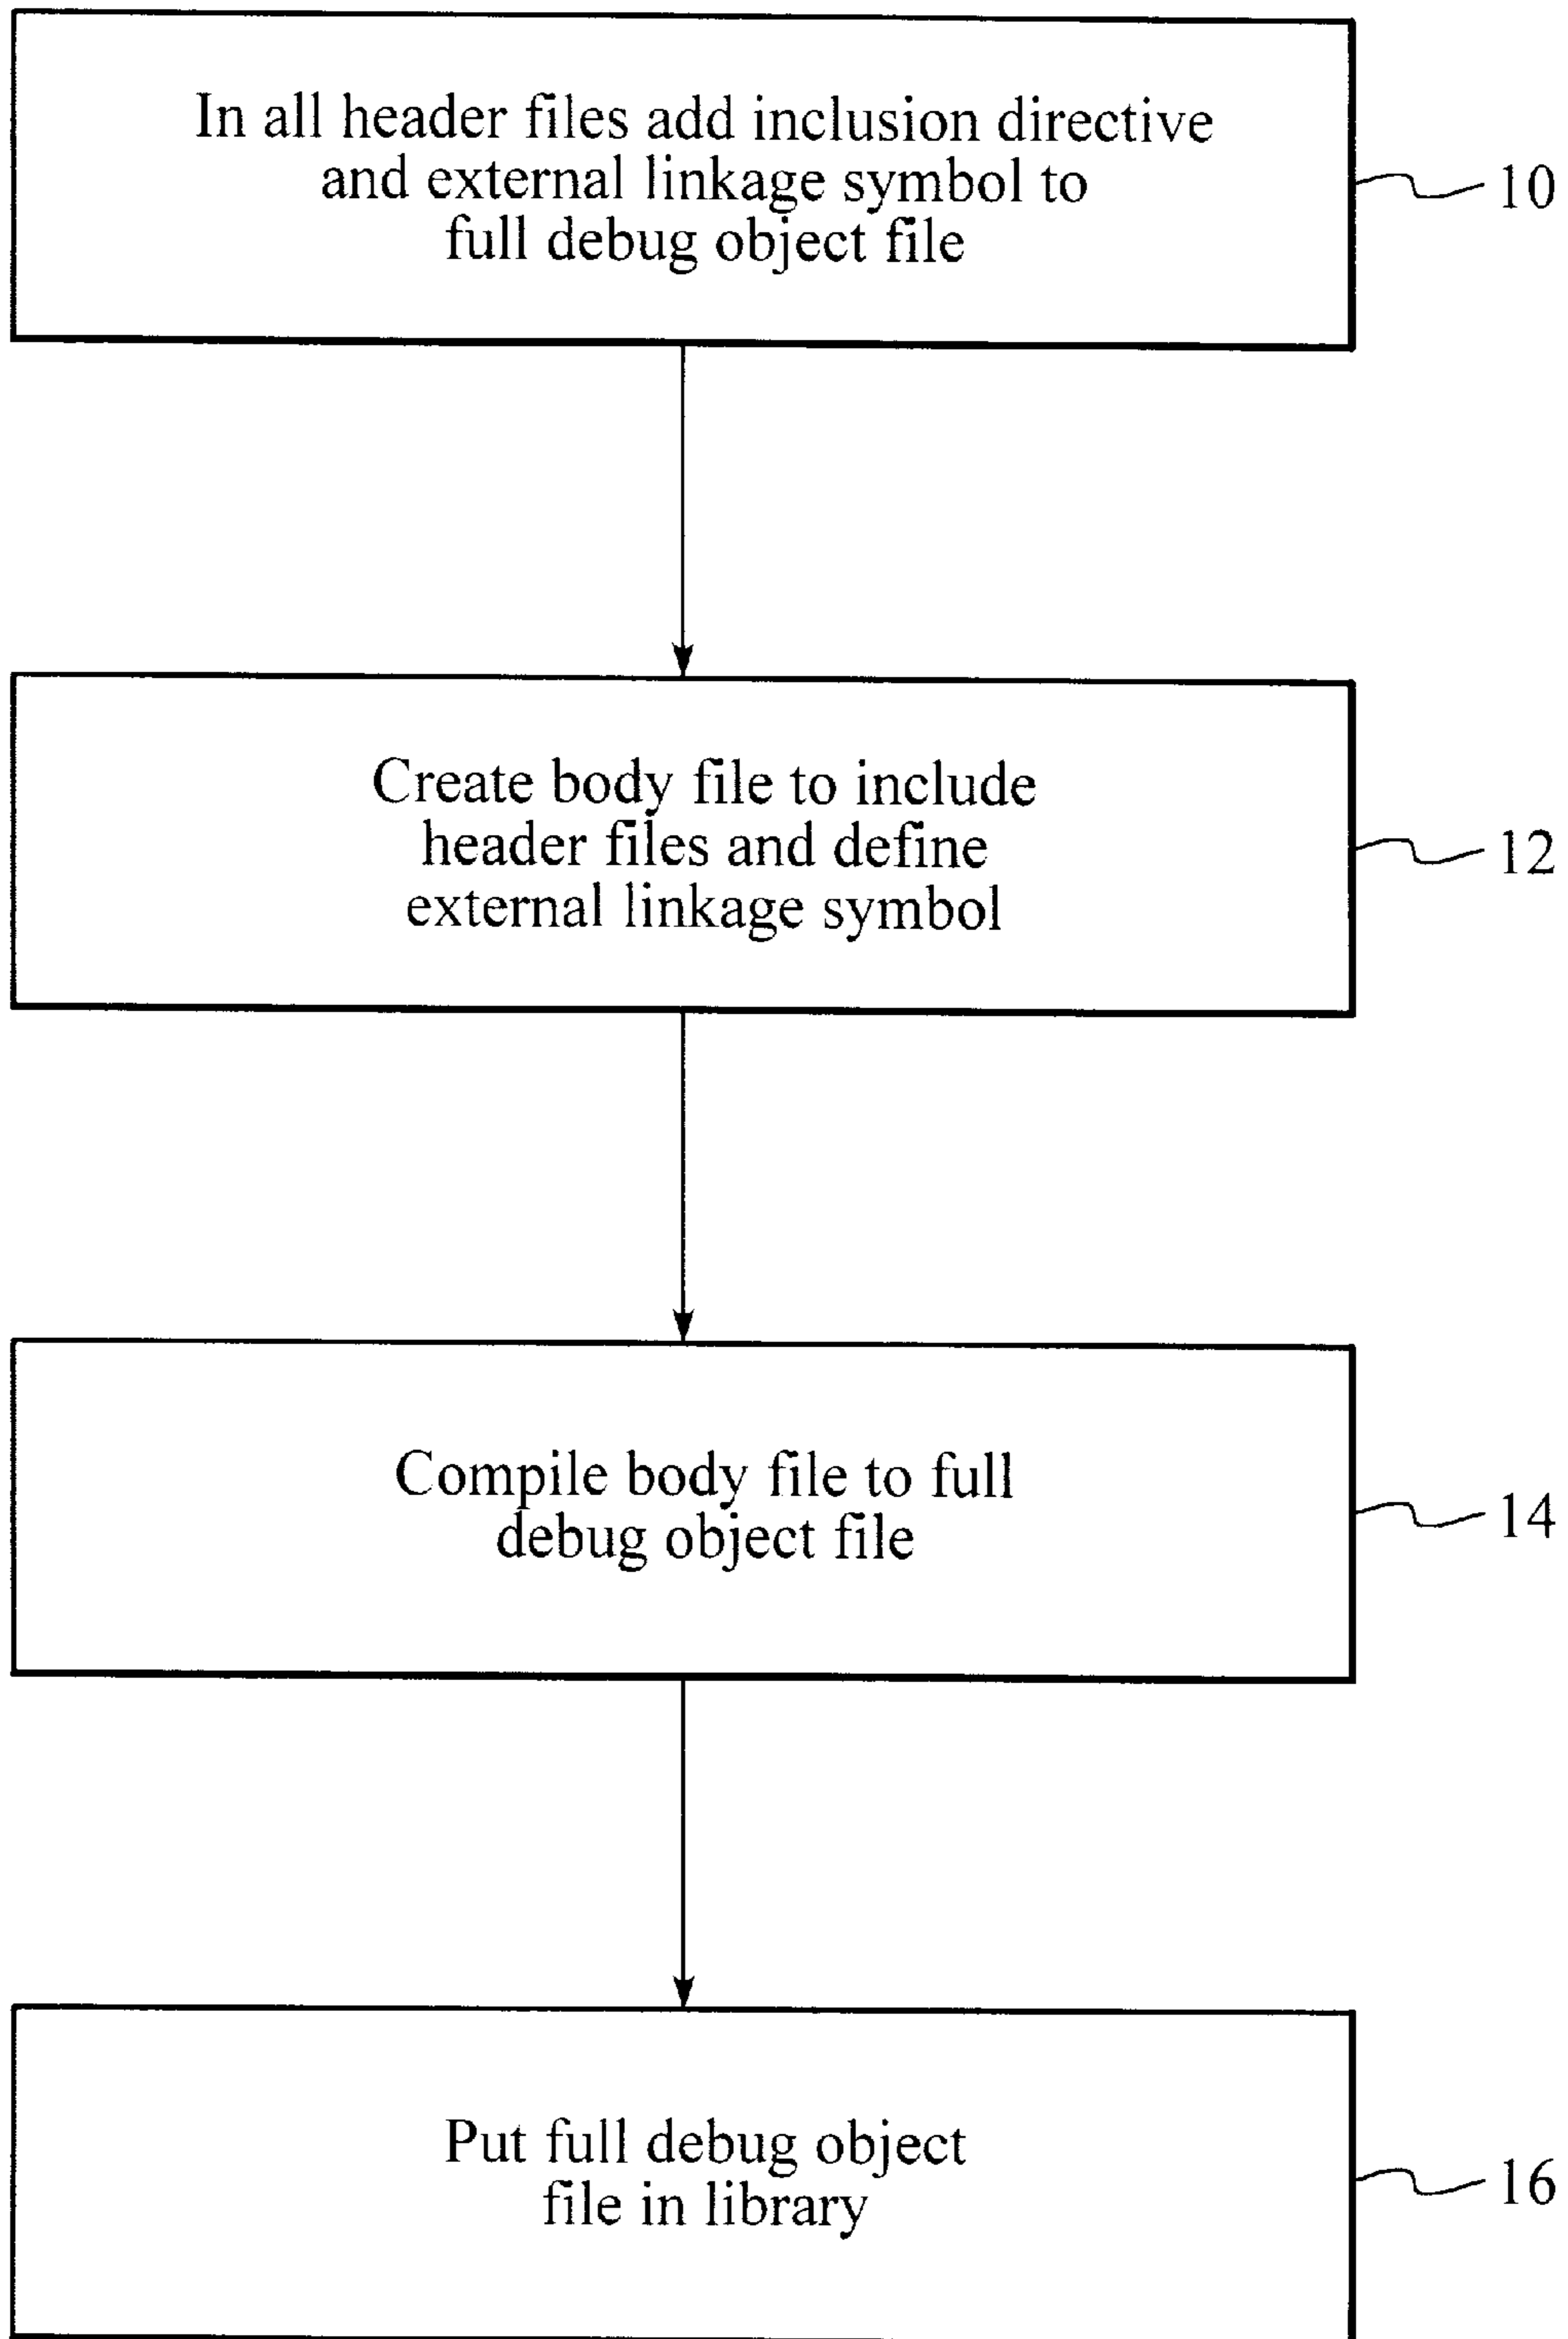 In all header files add inclusion directive
and external linkage symbol to
full debug object file
10
Create body file to include
header files and define
external linkage symbol
12
Compile body file to full
debug object file
14
Put full debug object
file in library
16